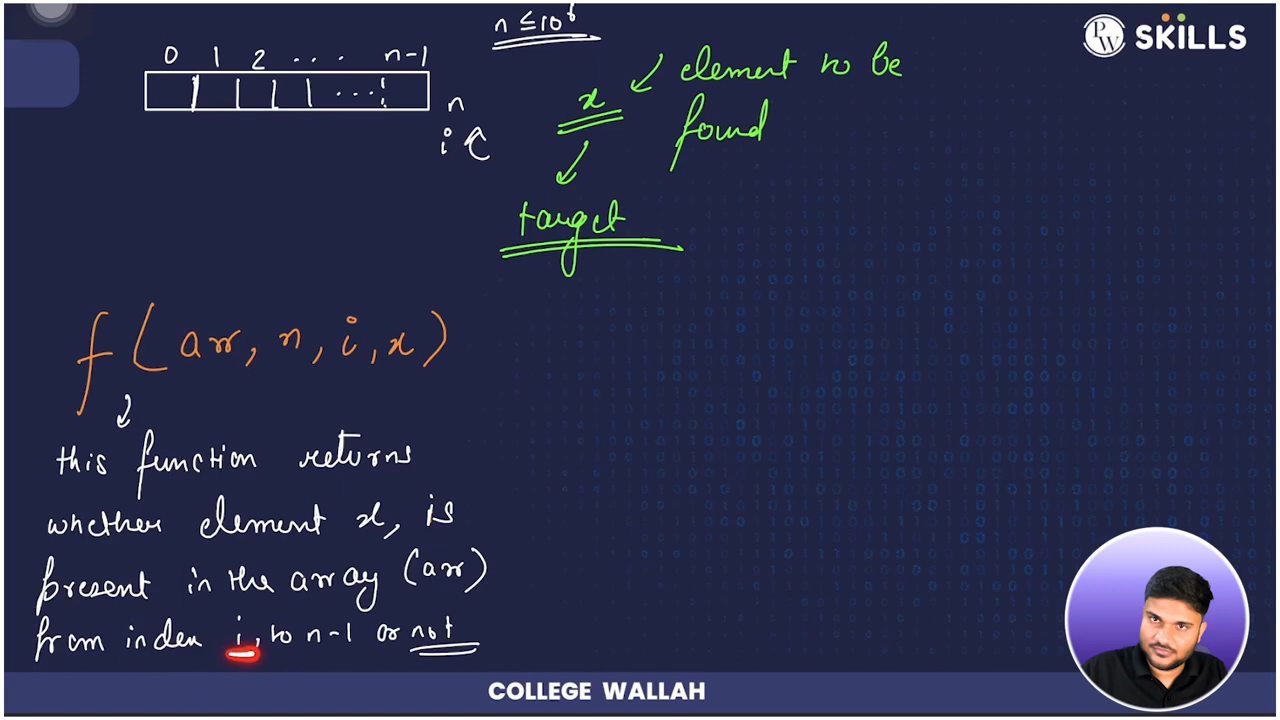 n ≤ 10⁶
PW SKILLS
0 1 2 .... n-1
...
n
i
x
element to be
found
target
f(arr, n, i, x)
this function returns
whether element x, is
present in the array (arr)
from index i, to n-1 or not
COLLEGE WALLAH